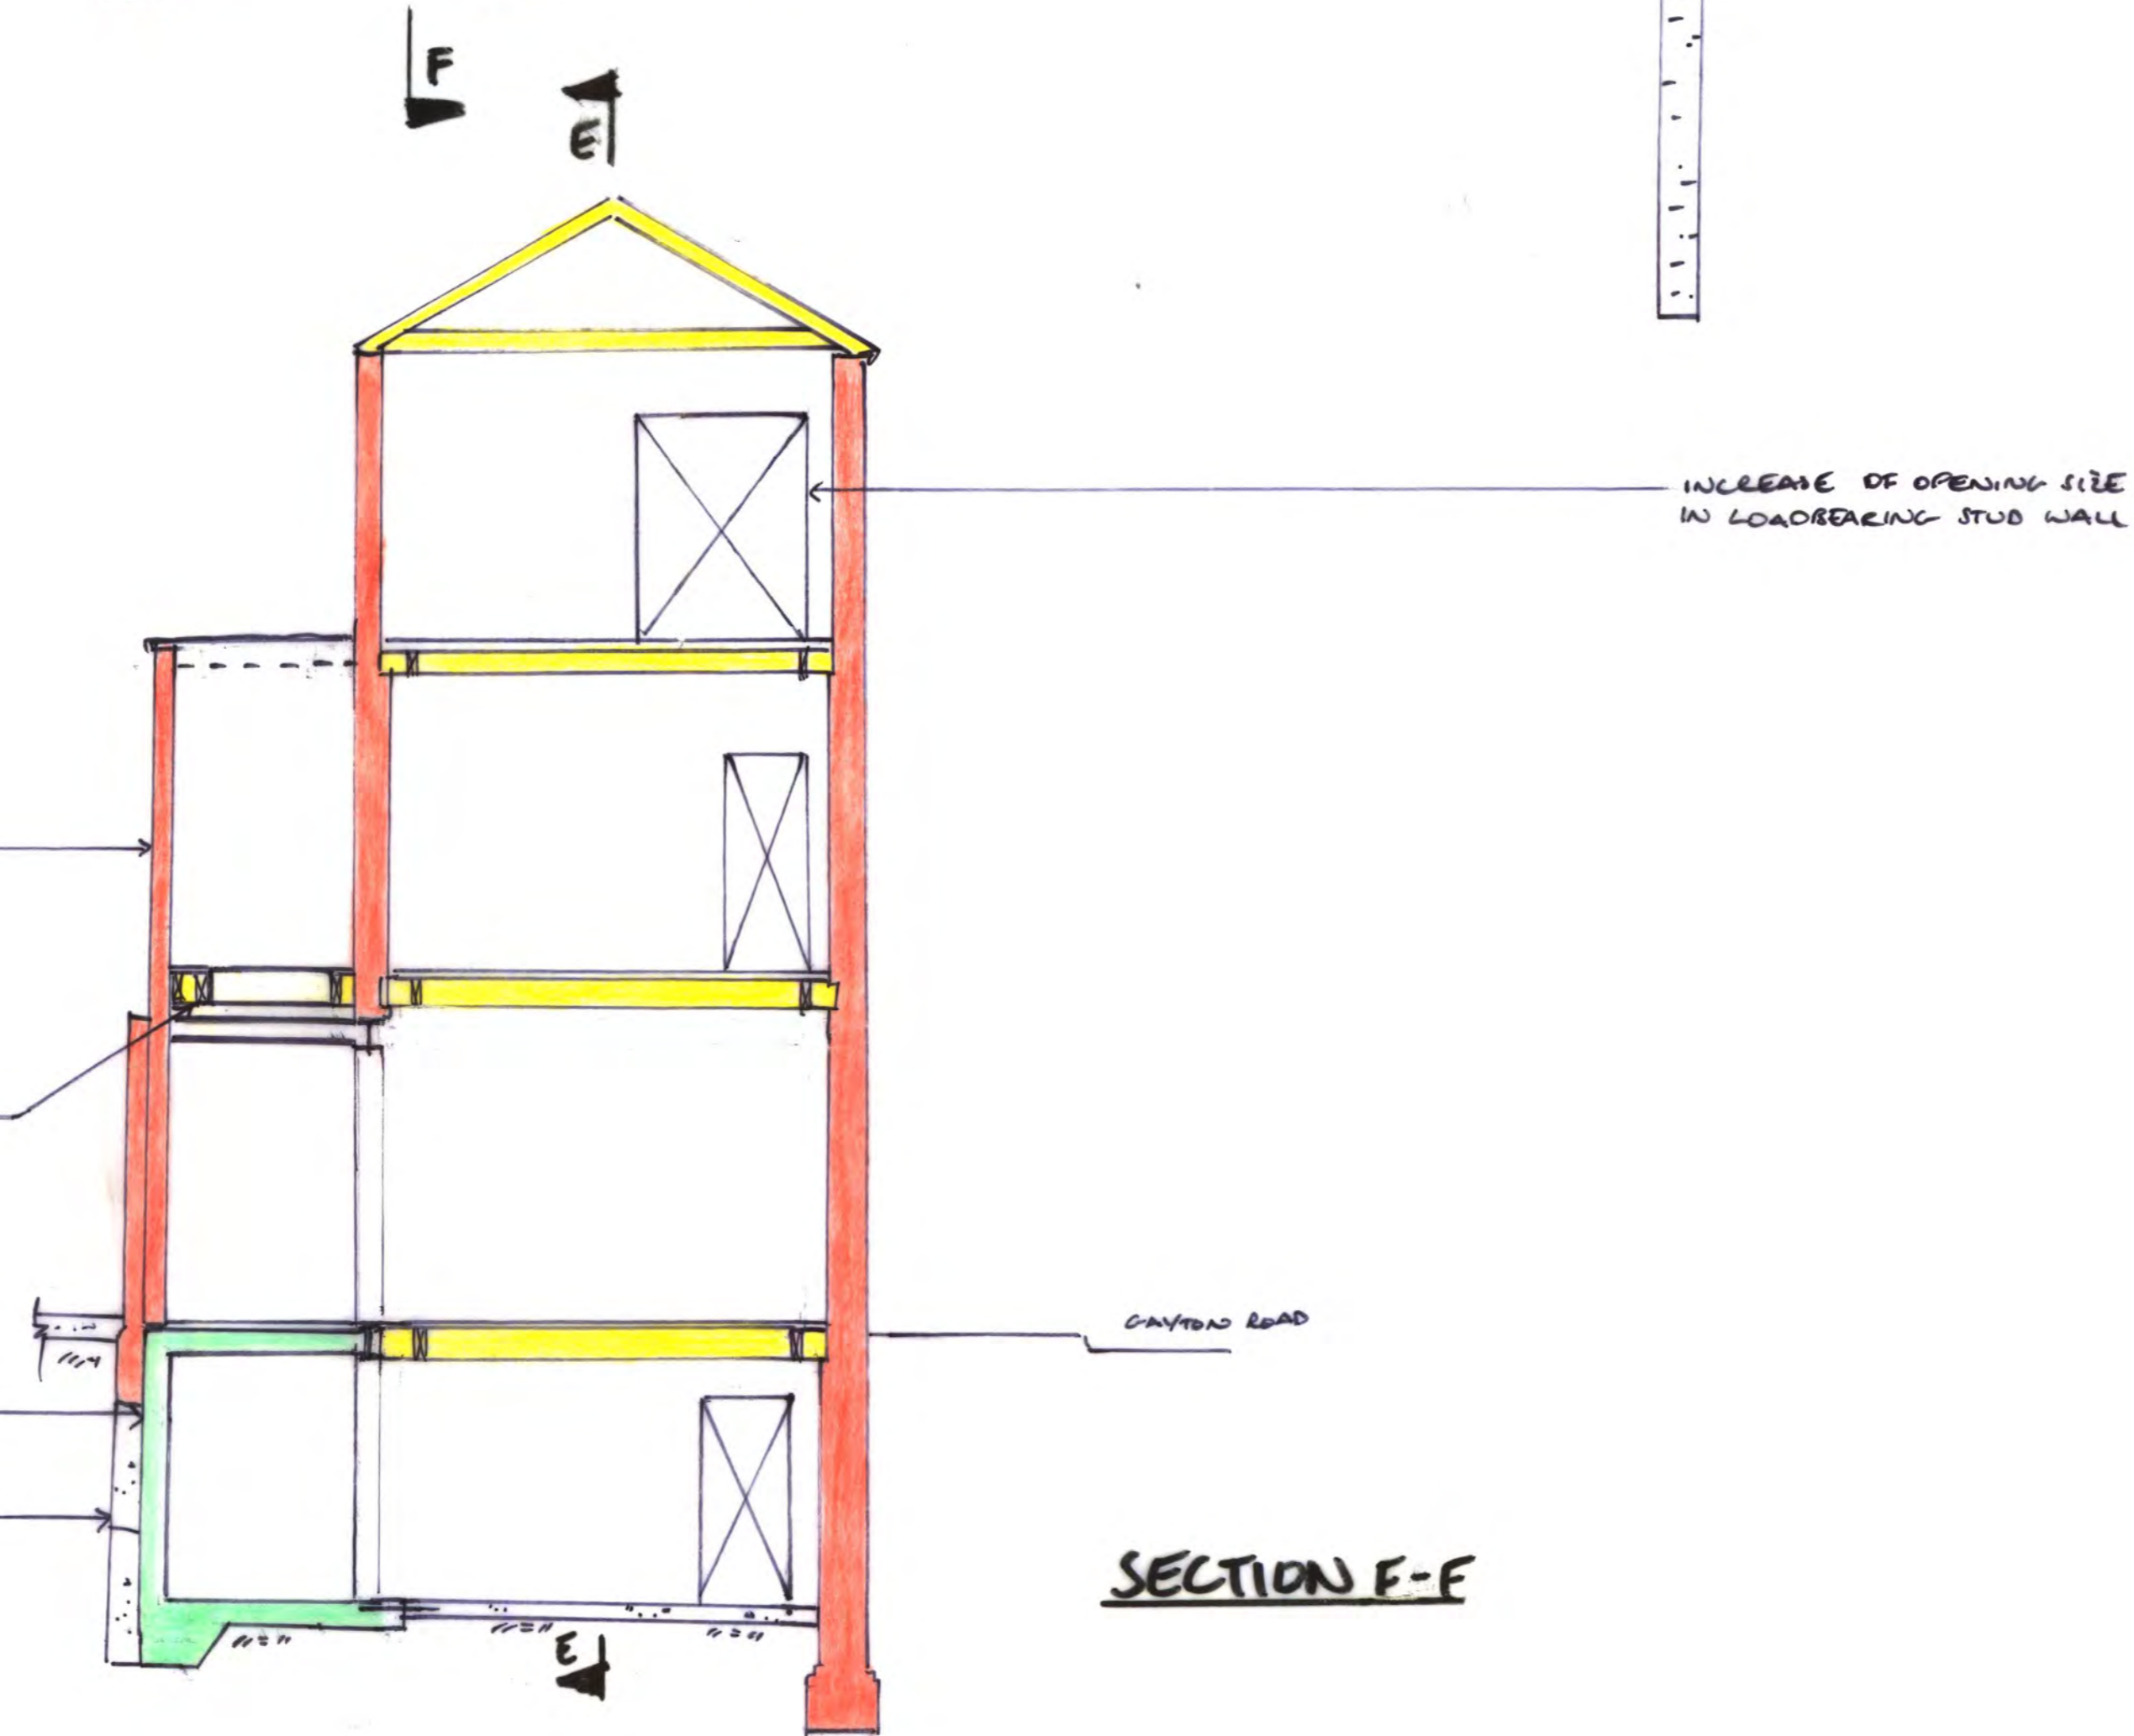 F
E
INCREASE OF OPENING SIZE
IN LOADBEARING STUD WALL
GAYTON ROAD
SECTION F-F
E